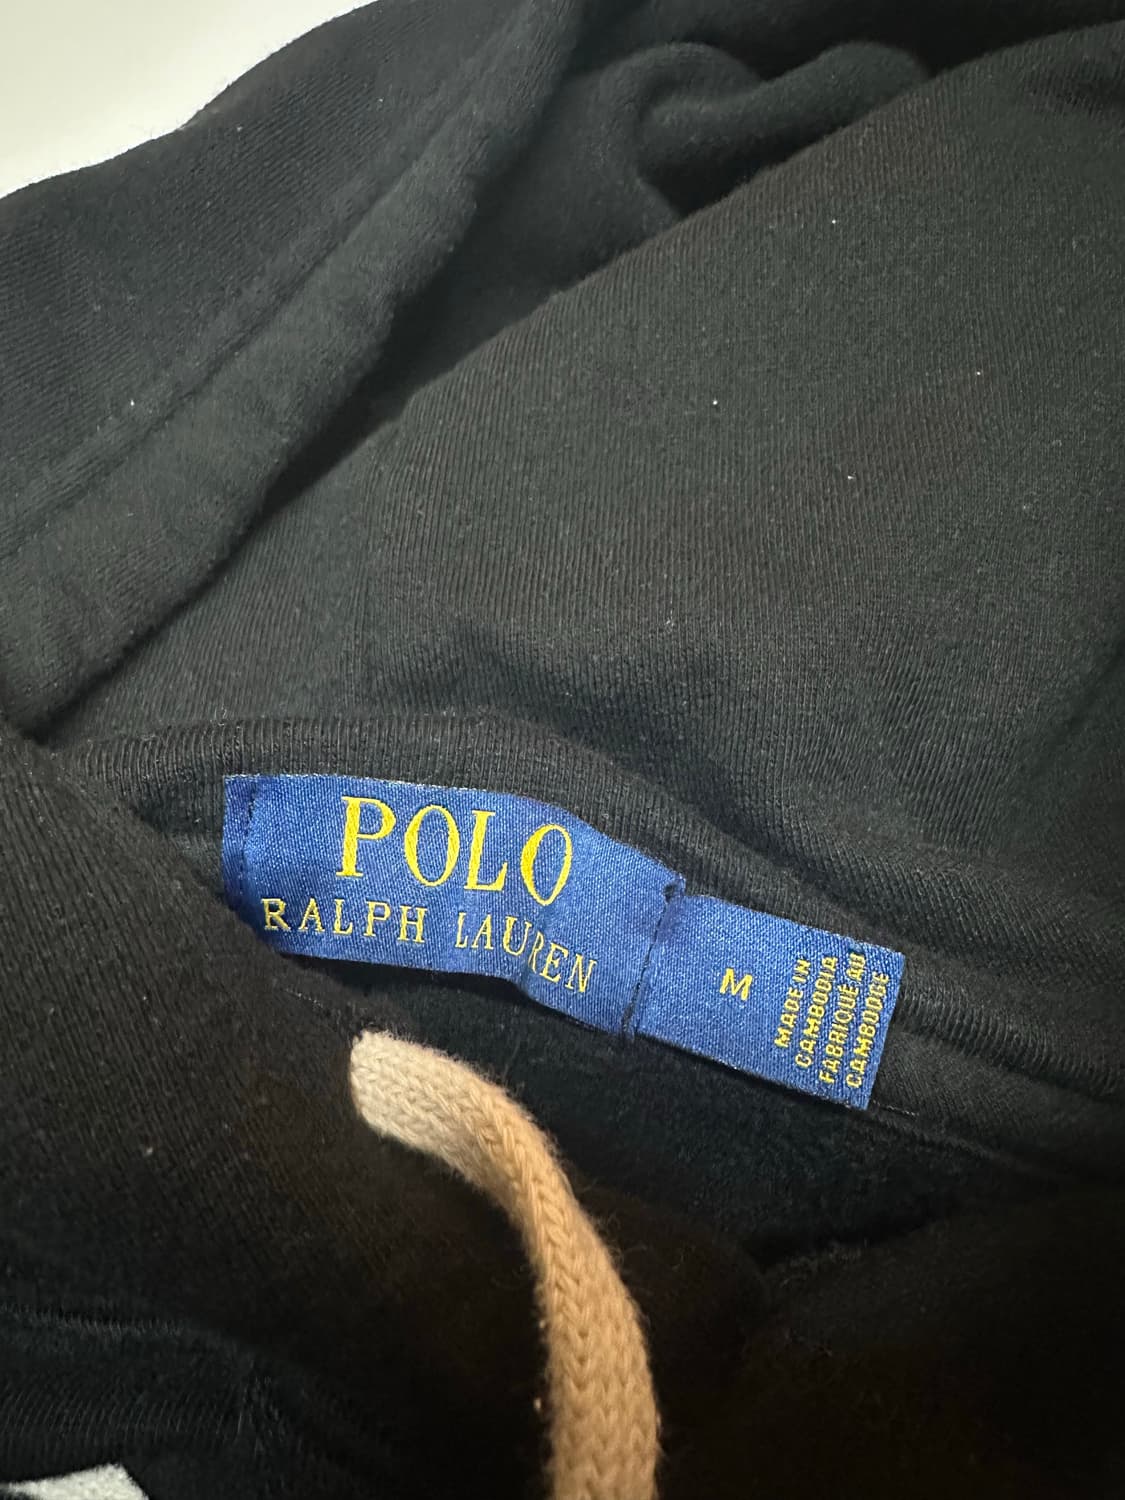 POLO
RALPH LAUREN
M
MADE IN
CAMBODIA
FABRIQUÉ AU
CAMBODGE